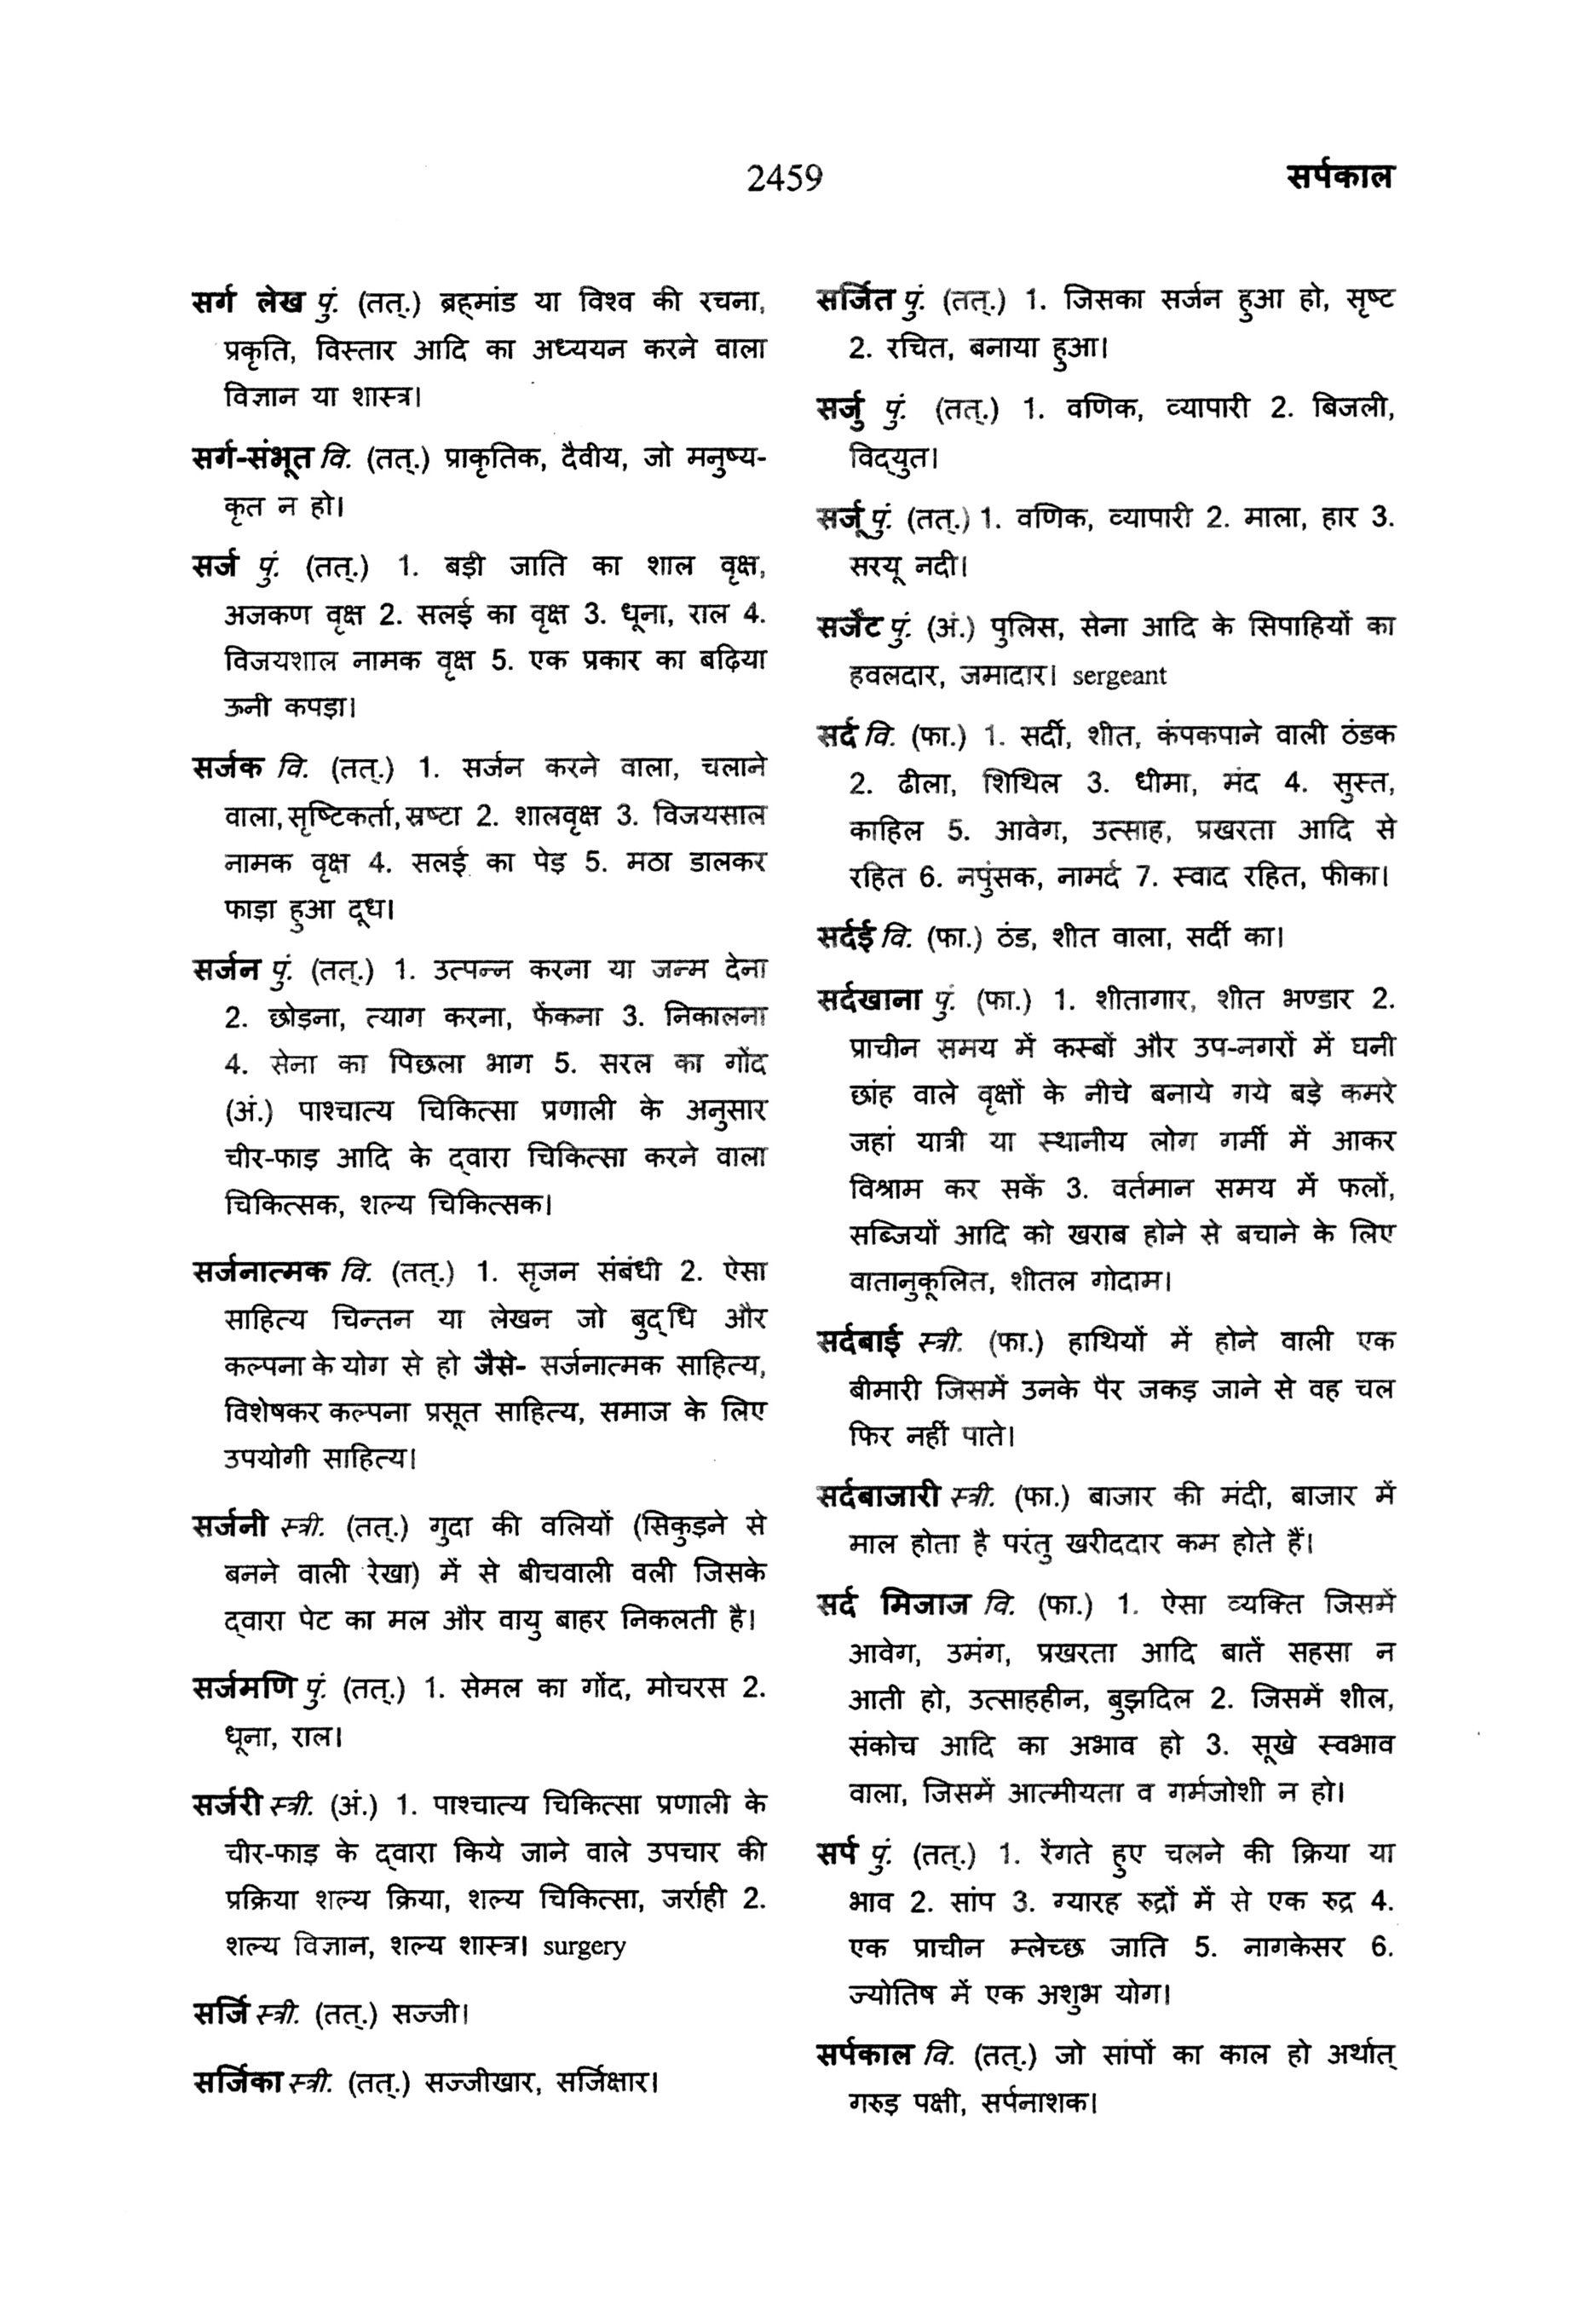 2459
सर्पकाल
सर्ग लेख पुं. (तत्.) ब्रह्मांड या विश्व की रचना,
प्रकृति, विस्तार आदि का अध्ययन करने वाला
विज्ञान या शास्त्र।
सर्ग-संभूत वि. (तत्.) प्राकृतिक, दैवीय, जो मनुष्य-
कृत न हो।
सर्ज पुं. (तत्.) 1. बड़ी जाति का शाल वृक्ष,
अजकण वृक्ष 2. सलई का वृक्ष 3. धूना, राल 4.
विजयशाल नामक वृक्ष 5. एक प्रकार का बढ़िया
ऊनी कपड़ा।
सर्जक वि. (तत्.) 1. सर्जन करने वाला, चलाने
वाला, सृष्टिकर्ता, स्रष्टा 2. शालवृक्ष 3. विजयसाल
नामक वृक्ष 4. सलई का पेड़ 5. मठा डालकर
फाड़ा हुआ दूध।
सर्जन पुं. (तत्.) 1. उत्पन्न करना या जन्म देना
2. छोड़ना, त्याग करना, फेंकना 3. निकालना
4. सेना का पिछला भाग 5. सरल का गोंद
(अं.) पाश्चात्य चिकित्सा प्रणाली के अनुसार
चीर-फाड़ आदि के द्वारा चिकित्सा करने वाला
चिकित्सक, शल्य चिकित्सक।
सर्जनात्मक वि. (तत्.) 1. सृजन संबंधी 2. ऐसा
साहित्य चिन्तन या लेखन जो बुद्धि और
कल्पना के योग से हो जैसे- सर्जनात्मक साहित्य,
विशेषकर कल्पना प्रसूत साहित्य, समाज के लिए
उपयोगी साहित्य।
सर्जनी स्त्री. (तत्.) गुदा की वलियों (सिकुड़ने से
बनने वाली रेखा) में से बीचवाली वली जिसके
द्वारा पेट का मल और वायु बाहर निकलती है।
सर्जमणि पुं. (तत्.) 1. सेमल का गोंद, मोचरस 2.
धूना, राल।
सर्जरी स्त्री. (अं.) 1. पाश्चात्य चिकित्सा प्रणाली के
चीर-फाड़ के द्वारा किये जाने वाले उपचार की
प्रक्रिया शल्य क्रिया, शल्य चिकित्सा, जर्राही 2.
शल्य विज्ञान, शल्य शास्त्र। surgery
सर्जि स्त्री. (तत्.) सज्जी।
सर्जिका स्त्री. (तत्.) सज्जीखार, सर्जिक्षार।
सर्जित पुं. (तत्.) 1. जिसका सर्जन हुआ हो, सृष्ट
2. रचित, बनाया हुआ।
सर्जु पुं. (तत्.) 1. वणिक, व्यापारी 2. बिजली,
विद्युत।
सर्जू पुं. (तत्.) 1. वणिक, व्यापारी 2. माला, हार 3.
सरयू नदी।
सर्जेंट पुं. (अं.) पुलिस, सेना आदि के सिपाहियों का
हवलदार, जमादार। sergeant
सर्द वि. (फा.) 1. सर्दी, शीत, कंपकपाने वाली ठंडक
2. ढीला, शिथिल 3. धीमा, मंद 4. सुस्त,
काहिल 5. आवेग, उत्साह, प्रखरता आदि से
रहित 6. नपुंसक, नामर्द 7. स्वाद रहित, फीका।
सर्दई वि. (फा.) ठंड, शीत वाला, सर्दी का।
सर्दखाना पुं. (फा.) 1. शीतागार, शीत भण्डार 2.
प्राचीन समय में कस्बों और उप-नगरों में घनी
छांह वाले वृक्षों के नीचे बनाये गये बड़े कमरे
जहां यात्री या स्थानीय लोग गर्मी में आकर
विश्राम कर सकें 3. वर्तमान समय में फलों,
सब्जियों आदि को खराब होने से बचाने के लिए
वातानुकूलित, शीतल गोदाम।
सर्दबाई स्त्री. (फा.) हाथियों में होने वाली एक
बीमारी जिसमें उनके पैर जकड़ जाने से वह चल
फिर नहीं पाते।
सर्दबाजारी स्त्री. (फा.) बाजार की मंदी, बाजार में
माल होता है परंतु खरीददार कम होते हैं।
सर्द मिजाज वि. (फा.) 1. ऐसा व्यक्ति जिसमें
आवेग, उमंग, प्रखरता आदि बातें सहसा न
आती हो, उत्साहहीन, बुझदिल 2. जिसमें शील,
संकोच आदि का अभाव हो 3. सूखे स्वभाव
वाला, जिसमें आत्मीयता व गर्मजोशी न हो।
सर्प पुं. (तत्.) 1. रेंगते हुए चलने की क्रिया या
भाव 2. सांप 3. ग्यारह रुद्रों में से एक रुद्र 4.
एक प्राचीन म्लेच्छ जाति 5. नागकेसर 6.
ज्योतिष में एक अशुभ योग।
सर्पकाल वि. (तत्.) जो सांपों का काल हो अर्थात्
गरुड़ पक्षी, सर्पनाशक।